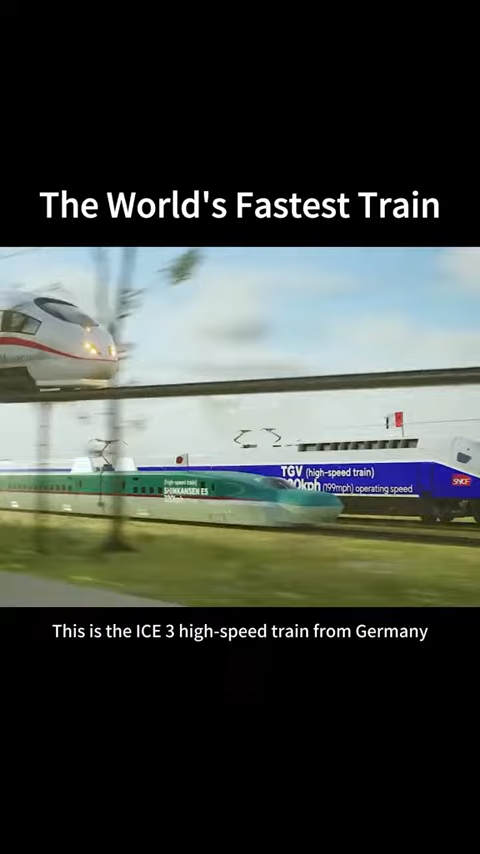 The World's Fastest Train
TGV (high-speed train)
(199mph) operating speed
SNCF
(high-speed train)
SHINKANSEN E5
This is the ICE 3 high-speed train from Germany